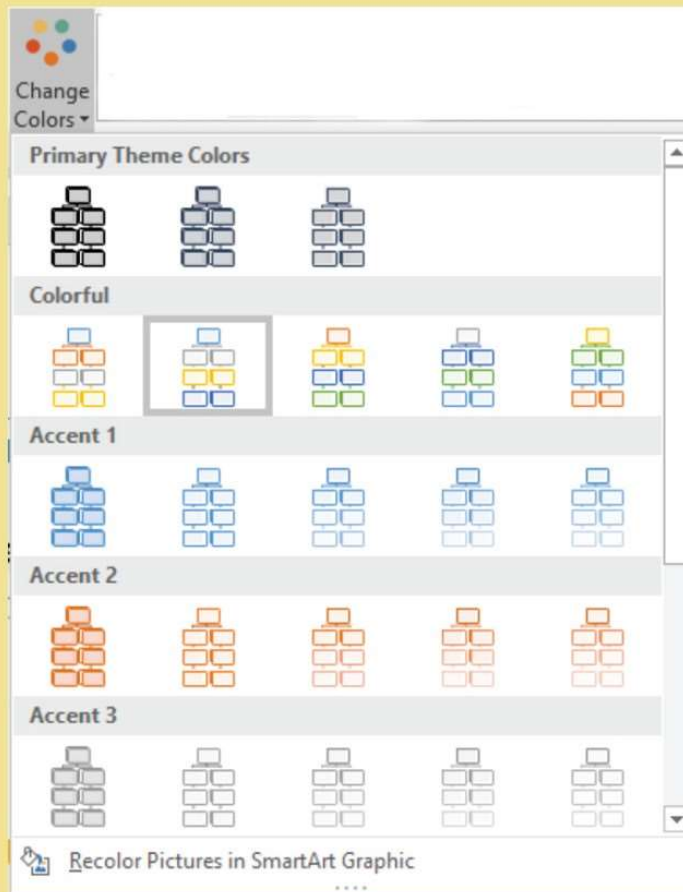 Change
Colors
Primary Theme Colors
Colorful
Accent 1
Accent 2
Accent 3
Recolor Pictures in SmartArt Graphic